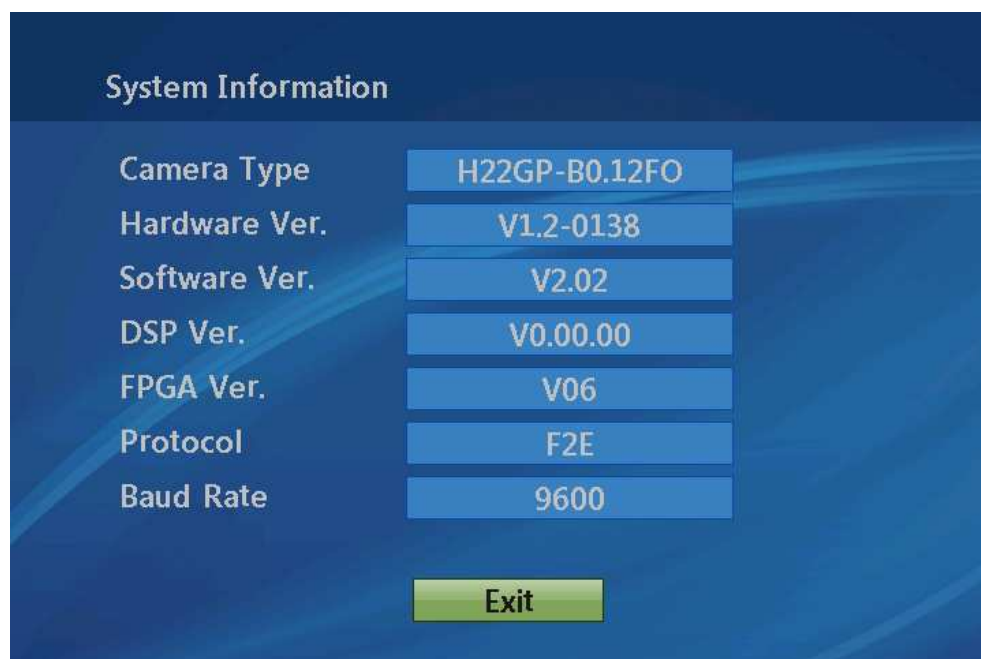 System Information
Camera Type H22GP-B0.12FO
Hardware Ver. V1.2-0138
Software Ver. V2.02
DSP Ver. V0.00.00
FPGA Ver. V06
Protocol F2E
Baud Rate 9600
Exit